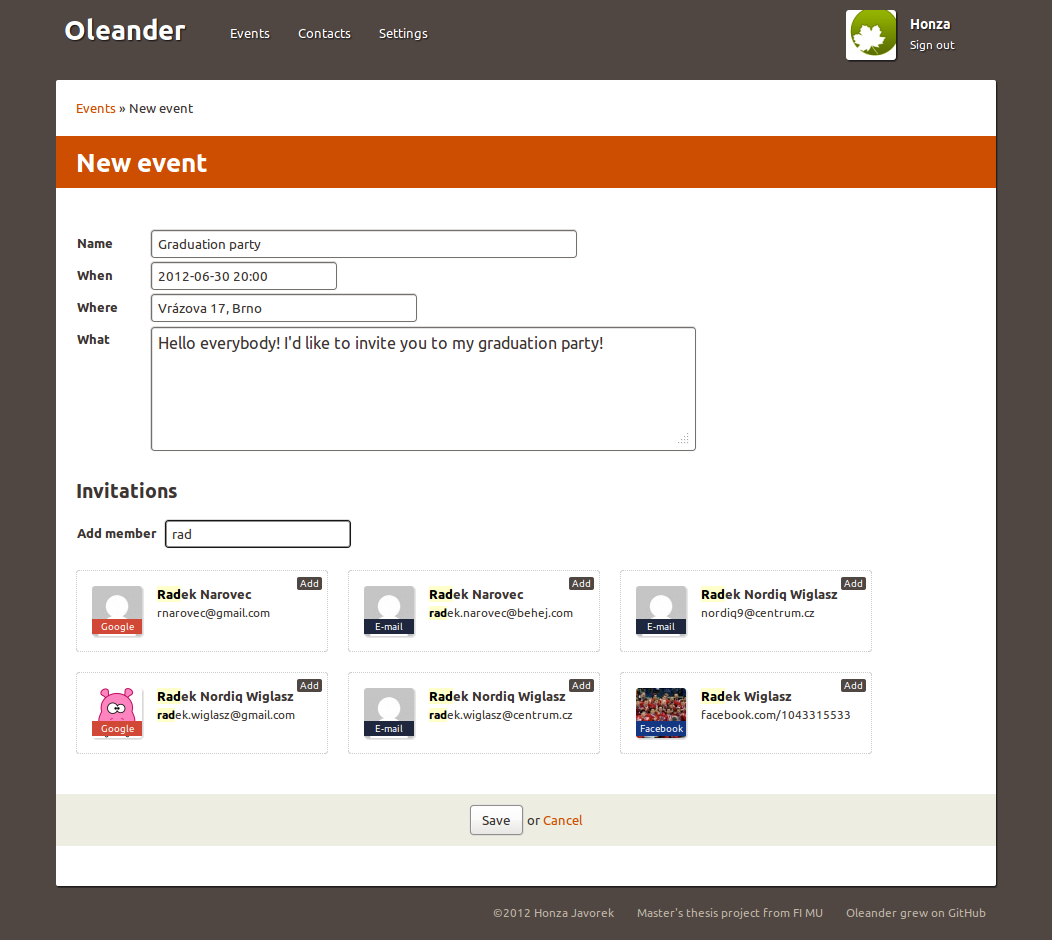 Oleander Events Contacts Settings Honza
Sign out
Events » New event
New event
Name Graduation party
When 2012-06-30 20:00
Where Vrázova 17, Brno
What Hello everybody! I'd like to invite you to my graduation party!
Invitations
Add member rad
Add
Radek Narovec
rnarovec@gmail.com
Google
Add
Radek Narovec
radek.narovec@behej.com
E-mail
Add
Radek Nordiq Wiglasz
nordiq9@centrum.cz
E-mail
Add
Radek Nordiq Wiglasz
radek.wiglasz@gmail.com
Google
Add
Radek Nordiq Wiglasz
radek.wiglasz@centrum.cz
E-mail
Add
Radek Wiglasz
facebook.com/1043315533
Facebook
Save or Cancel
©2012 Honza Javorek Master's thesis project from FI MU Oleander grew on GitHub